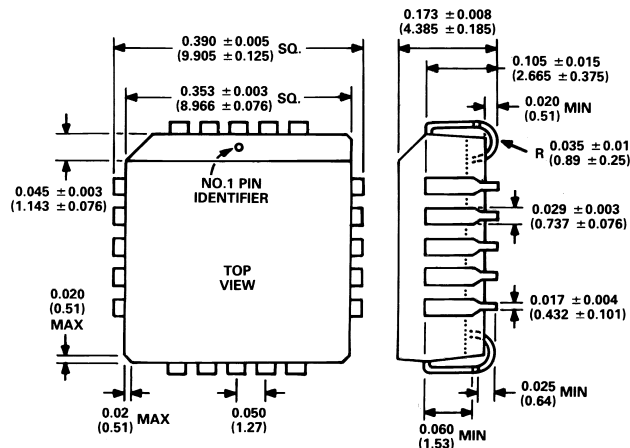 0.390 ±0.005
(9.905 ±0.125) SQ.
0.353 ±0.003
(8.966 ±0.076) SQ.
0.173 ±0.008
(4.385 ±0.185)
0.105 ±0.015
(2.665 ±0.375)
0.020 MIN
(0.51)
R 0.035 ±0.01
(0.89 ±0.25)
0.045 ±0.003
(1.143 ±0.076)
NO.1 PIN
IDENTIFIER
0.029 ±0.003
(0.737 ±0.076)
TOP
VIEW
0.020
(0.51)
MAX
0.017 ±0.004
(0.432 ±0.101)
0.02 MAX
(0.51)
0.050
(1.27)
0.025 MIN
(0.64)
0.060 MIN
(1.53)